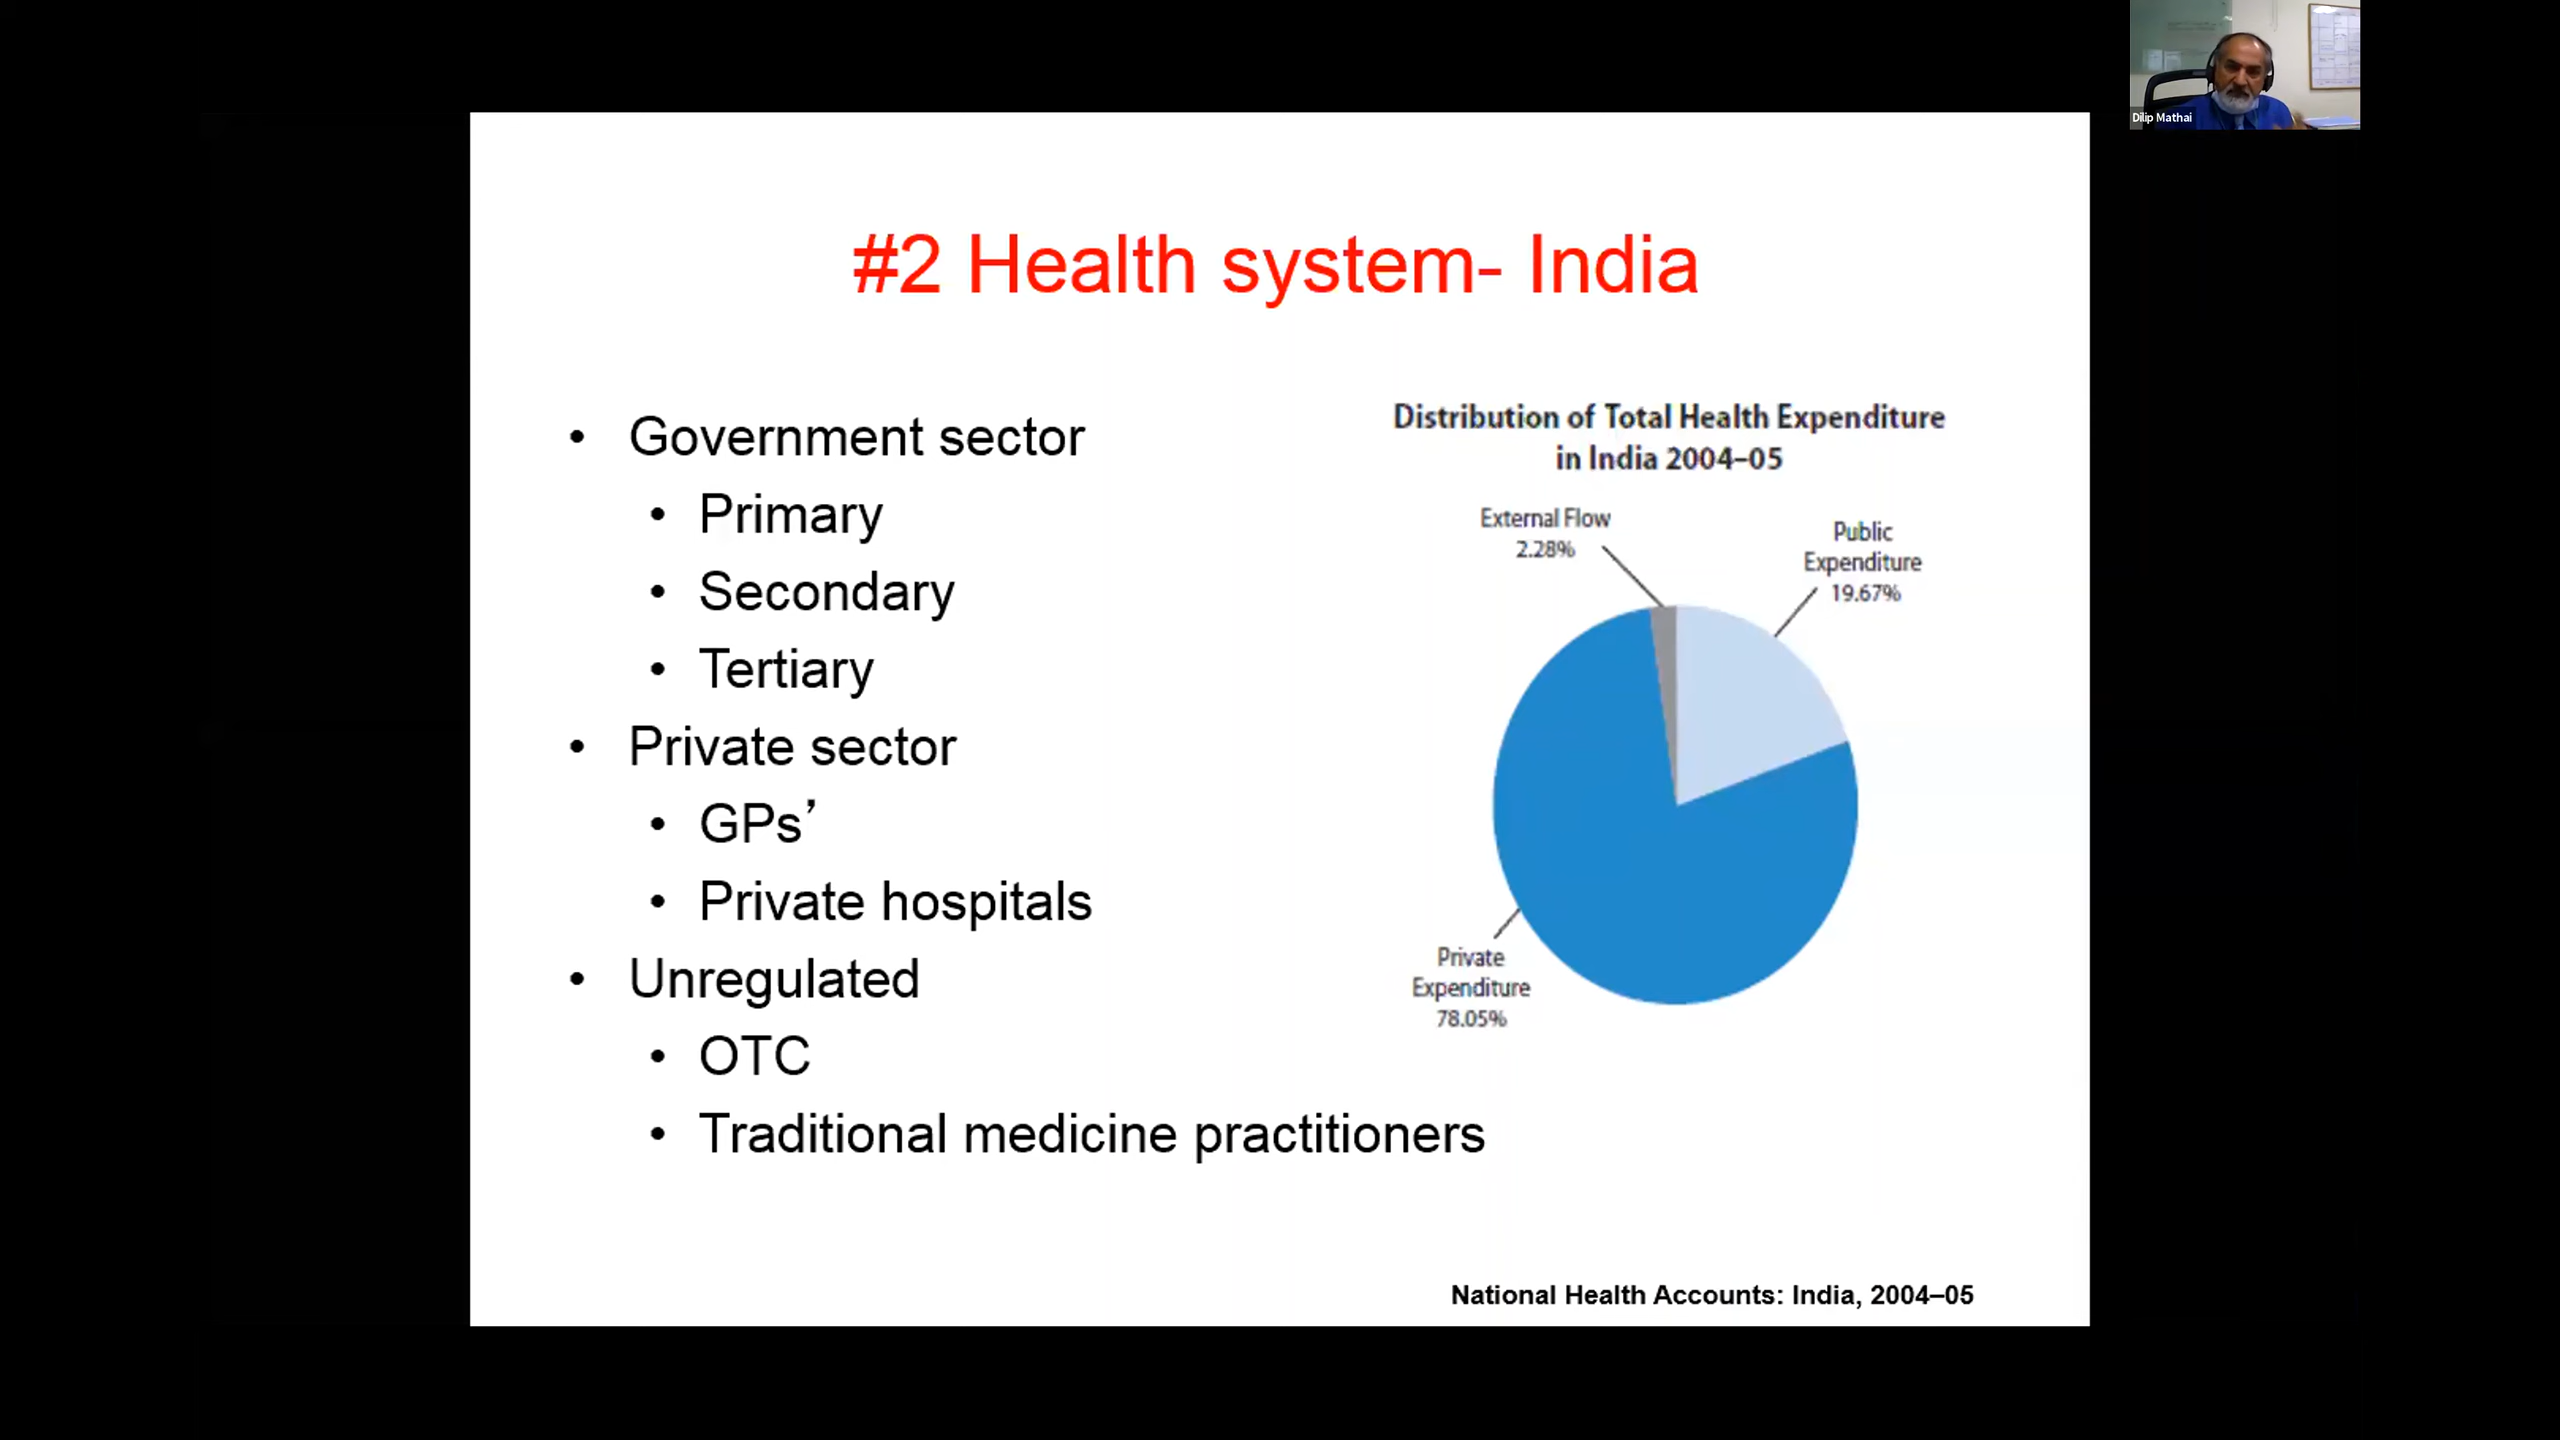 Dilip Mathai
#2 Health system- India
• Government sector
• Primary
• Secondary
• Tertiary
• Private sector
• GPs’
• Private hospitals
• Unregulated
• OTC
• Traditional medicine practitioners
Distribution of Total Health Expenditure
in India 2004–05
External Flow
2.28%
Public
Expenditure
19.67%
Private
Expenditure
78.05%
National Health Accounts: India, 2004–05